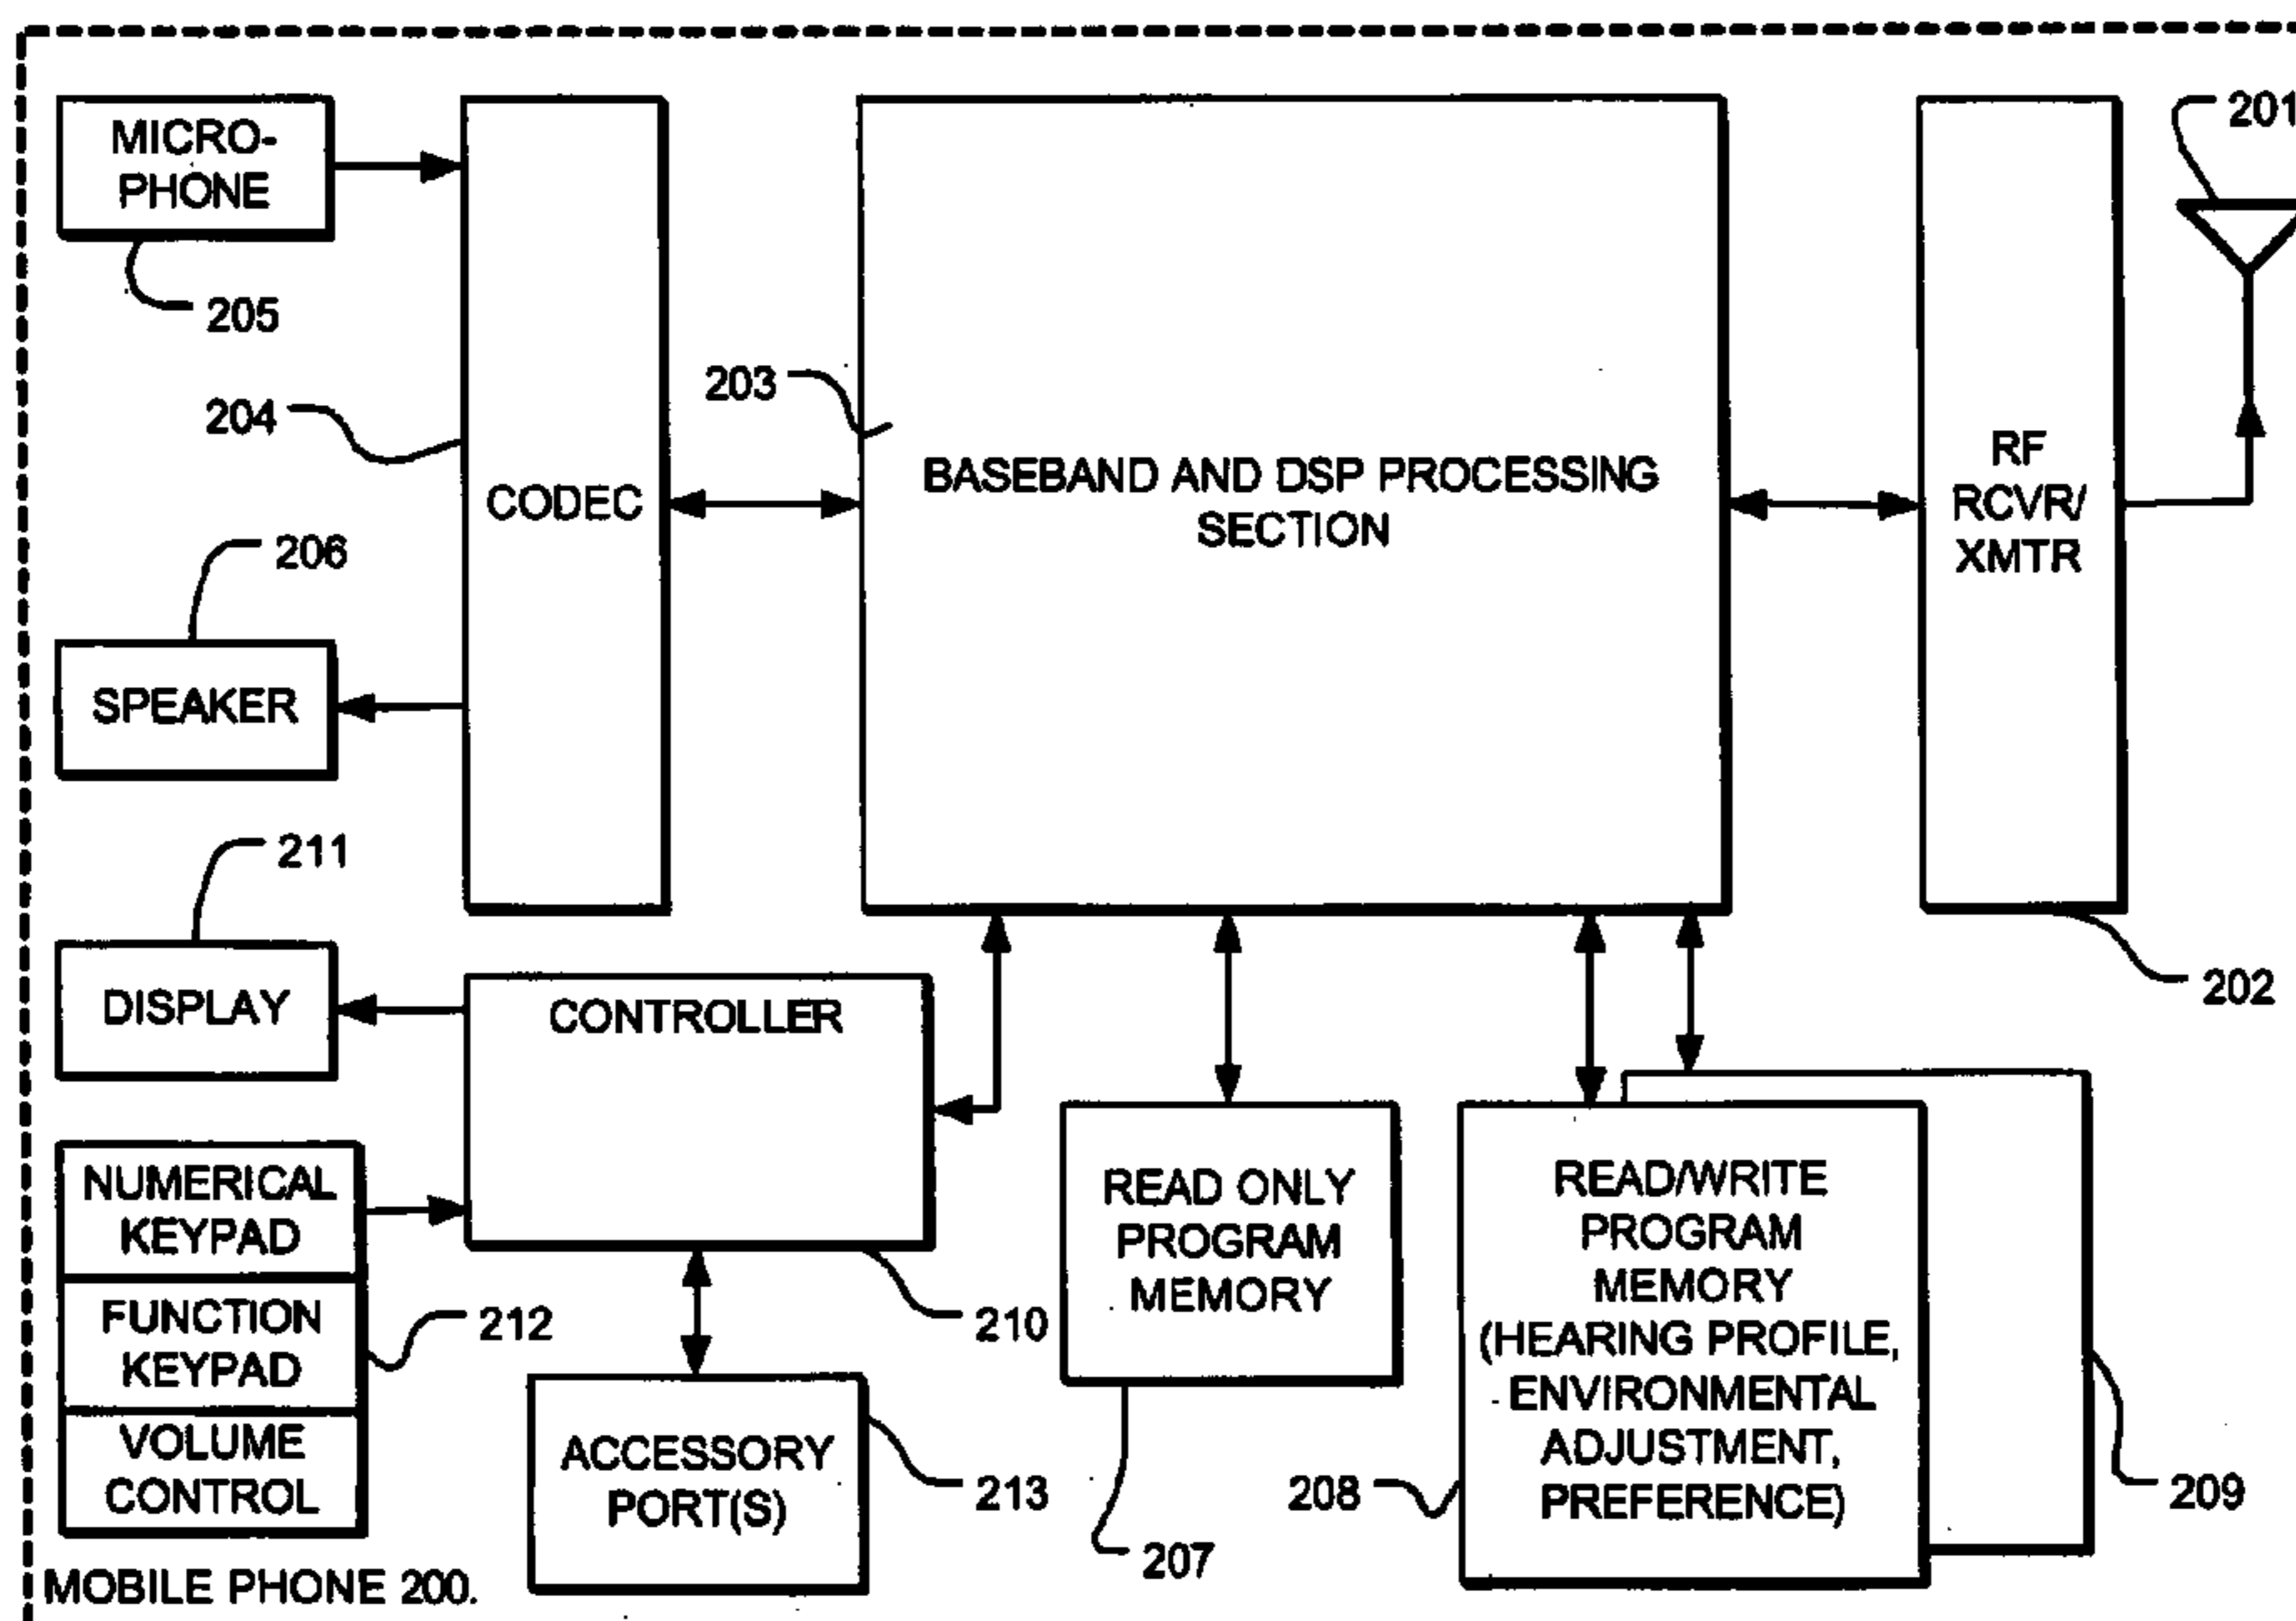 MICRO-
PHONE
205
204
CODEC
206
SPEAKER
211
DISPLAY
203
BASEBAND AND DSP PROCESSING
SECTION
RF
RCVR/
XMTR
201
202
CONTROLLER
210
NUMERICAL
KEYPAD
FUNCTION
KEYPAD
VOLUME
CONTROL
212
ACCESSORY
PORT(S)
213
READ ONLY
PROGRAM
MEMORY
207
READ/WRITE
PROGRAM
MEMORY
(HEARING PROFILE,
ENVIRONMENTAL
ADJUSTMENT,
PREFERENCE)
208
209
MOBILE PHONE 200.